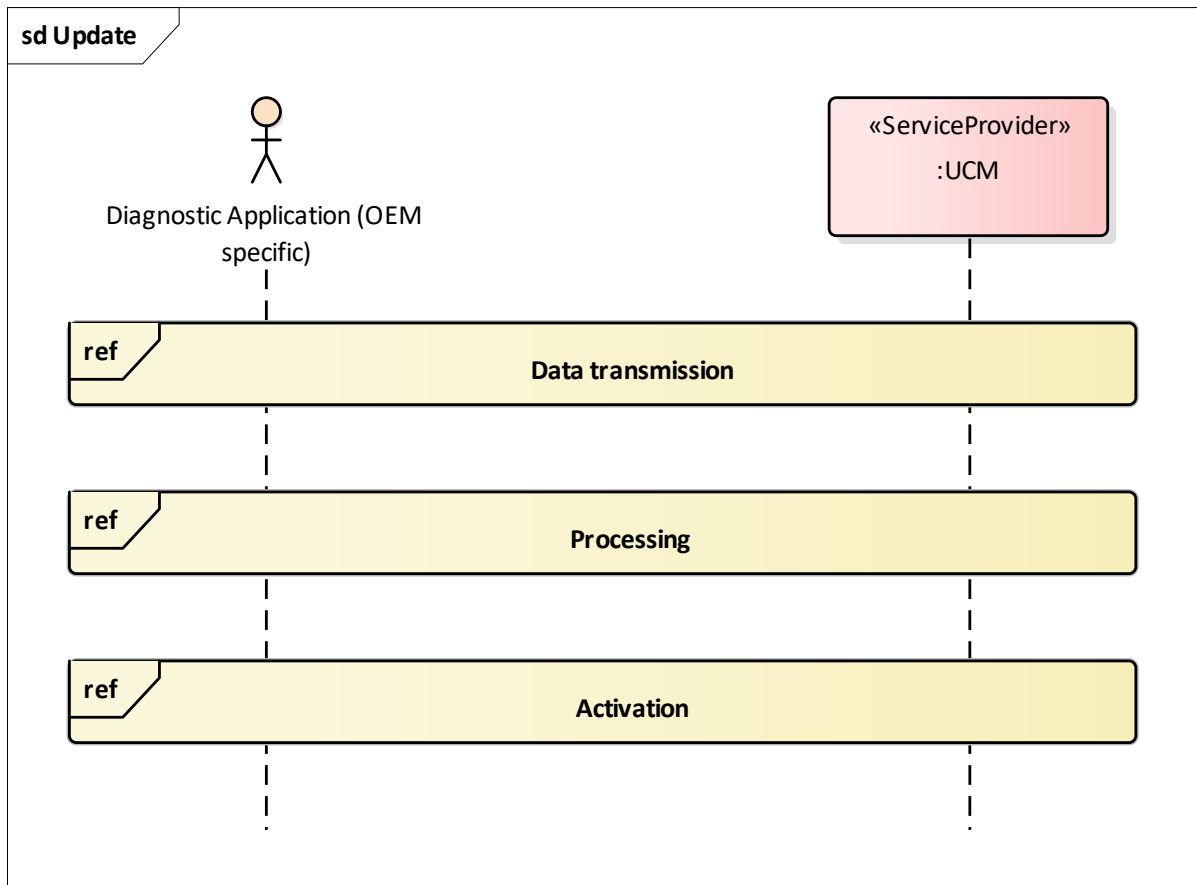 sd Update
Diagnostic Application (OEM
specific)
«ServiceProvider»
:UCM
ref
Data transmission
ref
Processing
ref
Activation